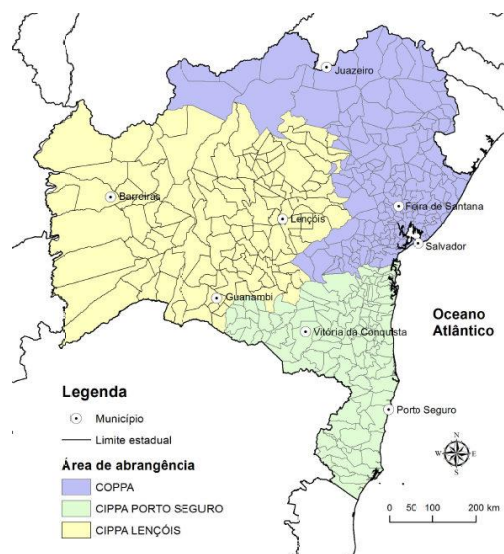 Juazeiro
Barreiras
Feira de Santana
Lençóis
Salvador
Guanambi
Oceano
Atlântico
Vitória da Conquista
Porto Seguro
Legenda
Município
Limite estadual
Área de abrangência
COPPA
CIPPA PORTO SEGURO
CIPPA LENÇÓIS
N
W
E
S
0 50 100 200 km